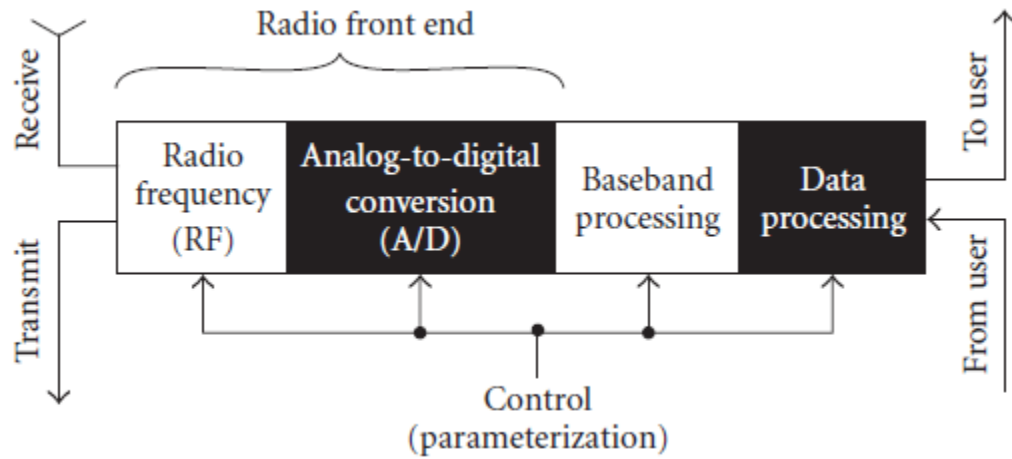 Radio front end
Receive
Transmit
Radio
frequency
(RF)
Analog-to-digital
conversion
(A/D)
Baseband
processing
Data
processing
To user
From user
Control
(parameterization)